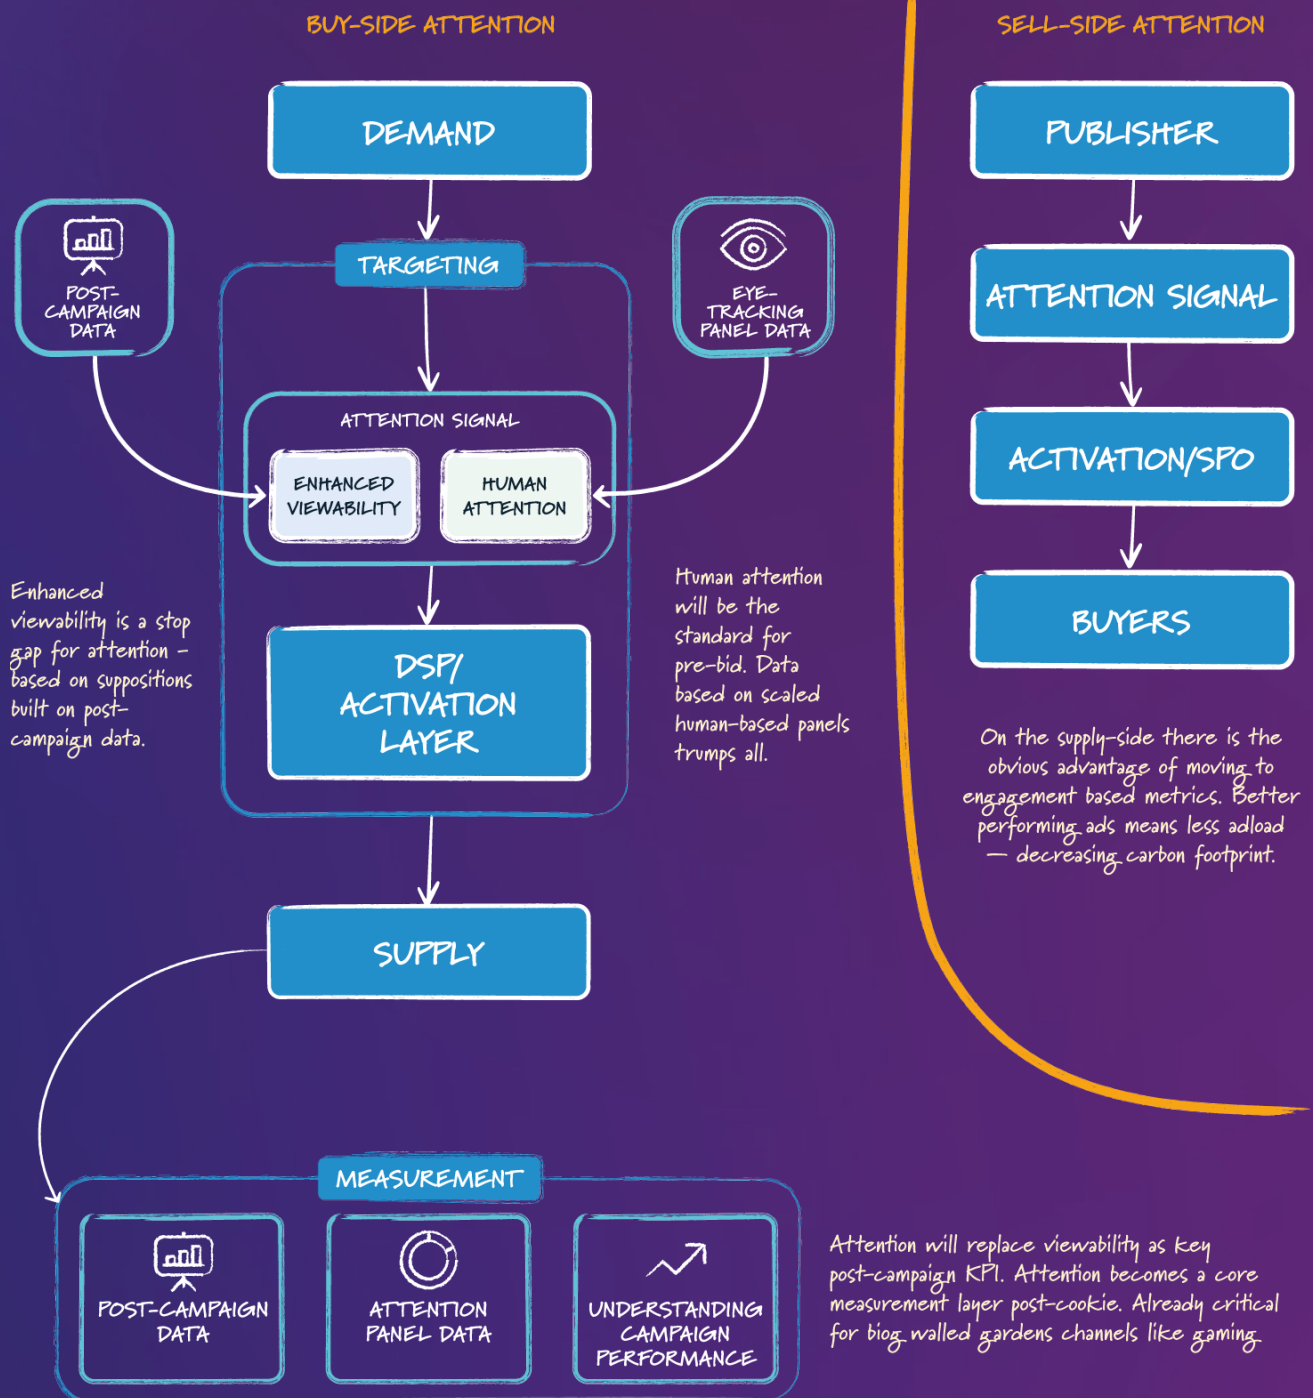 BUY-SIDE ATTENTION
DEMAND
TARGETING
POST-
CAMPAIGN
DATA
EYE-
TRACKING
PANEL DATA
ATTENTION SIGNAL
ENHANCED
VIEWABILITY
HUMAN
ATTENTION
Enhanced
viewability is a stop
gap for attention –
based on suppositions
built on post-
campaign data.
Human attention
will be the
standard for
pre-bid. Data
based on scaled
human-based panels
trumps all.
DSP/
ACTIVATION
LAYER
SUPPLY
SELL-SIDE ATTENTION
PUBLISHER
ATTENTION SIGNAL
ACTIVATION/SPO
BUYERS
On the supply-side there is the
obvious advantage of moving to
engagement based metrics. Better
performing ads means less adload
— decreasing carbon footprint.
MEASUREMENT
POST-CAMPAIGN
DATA
ATTENTION
PANEL DATA
UNDERSTANDING
CAMPAIGN
PERFORMANCE
Attention will replace viewability as key
post-campaign KPI. Attention becomes a core
measurement layer post-cookie. Already critical
for biog walled gardens channels like gaming